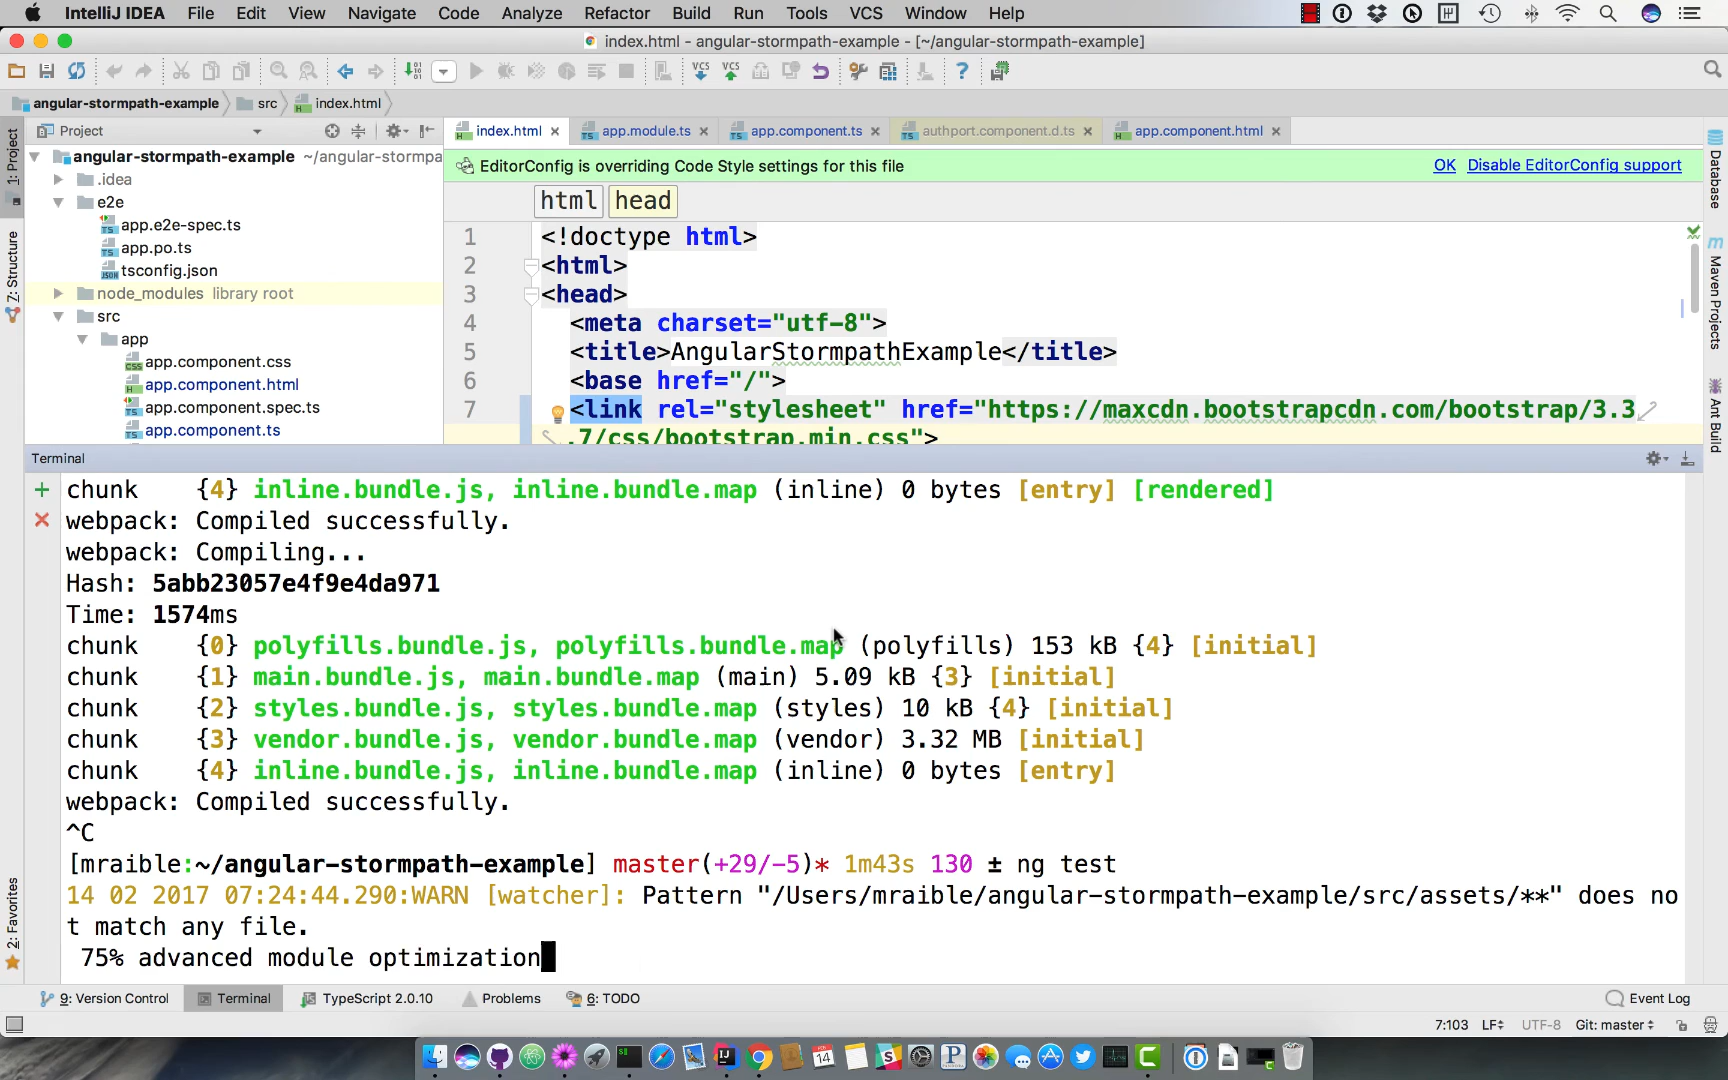 IntelliJ IDEA File Edit View Navigate Code Analyze Refactor Build Run Tools VCS Window Help
index.html - angular-stormpath-example - [~/angular-stormpath-example]
VCS VCS
angular-stormpath-example src index.html
Project
index.html app.module.ts app.component.ts authport.component.d.ts app.component.html
angular-stormpath-example ~/angular-stormpa
.idea
e2e
app.e2e-spec.ts
app.po.ts
tsconfig.json
node_modules library root
src
app
app.component.css
app.component.html
app.component.spec.ts
app.component.ts
1: Project
7: Structure
2: Favorites
EditorConfig is overriding Code Style settings for this file OK Disable EditorConfig support
html head
1 <!doctype html>
2 <html>
3 <head>
4 <meta charset="utf-8">
5 <title>AngularStormpathExample</title>
6 <base href="/">
7 <link rel="stylesheet" href="https://maxcdn.bootstrapcdn.com/bootstrap/3.3
.7/css/bootstrap.min.css">
Database
Maven Projects
Ant Build
Terminal
chunk {4} inline.bundle.js, inline.bundle.map (inline) 0 bytes [entry] [rendered]
webpack: Compiled successfully.
webpack: Compiling...
Hash: 5abb23057e4f9e4da971
Time: 1574ms
chunk {0} polyfills.bundle.js, polyfills.bundle.map (polyfills) 153 kB {4} [initial]
chunk {1} main.bundle.js, main.bundle.map (main) 5.09 kB {3} [initial]
chunk {2} styles.bundle.js, styles.bundle.map (styles) 10 kB {4} [initial]
chunk {3} vendor.bundle.js, vendor.bundle.map (vendor) 3.32 MB [initial]
chunk {4} inline.bundle.js, inline.bundle.map (inline) 0 bytes [entry]
webpack: Compiled successfully.
^C
[mraible:~/angular-stormpath-example] master(+29/-5)* 1m43s 130 ± ng test
14 02 2017 07:24:44.290:WARN [watcher]: Pattern "/Users/mraible/angular-stormpath-example/src/assets/**" does no
t match any file.
75% advanced module optimization
9: Version Control Terminal TypeScript 2.0.10 Problems 6: TODO Event Log
7:103 LF UTF-8 Git: master